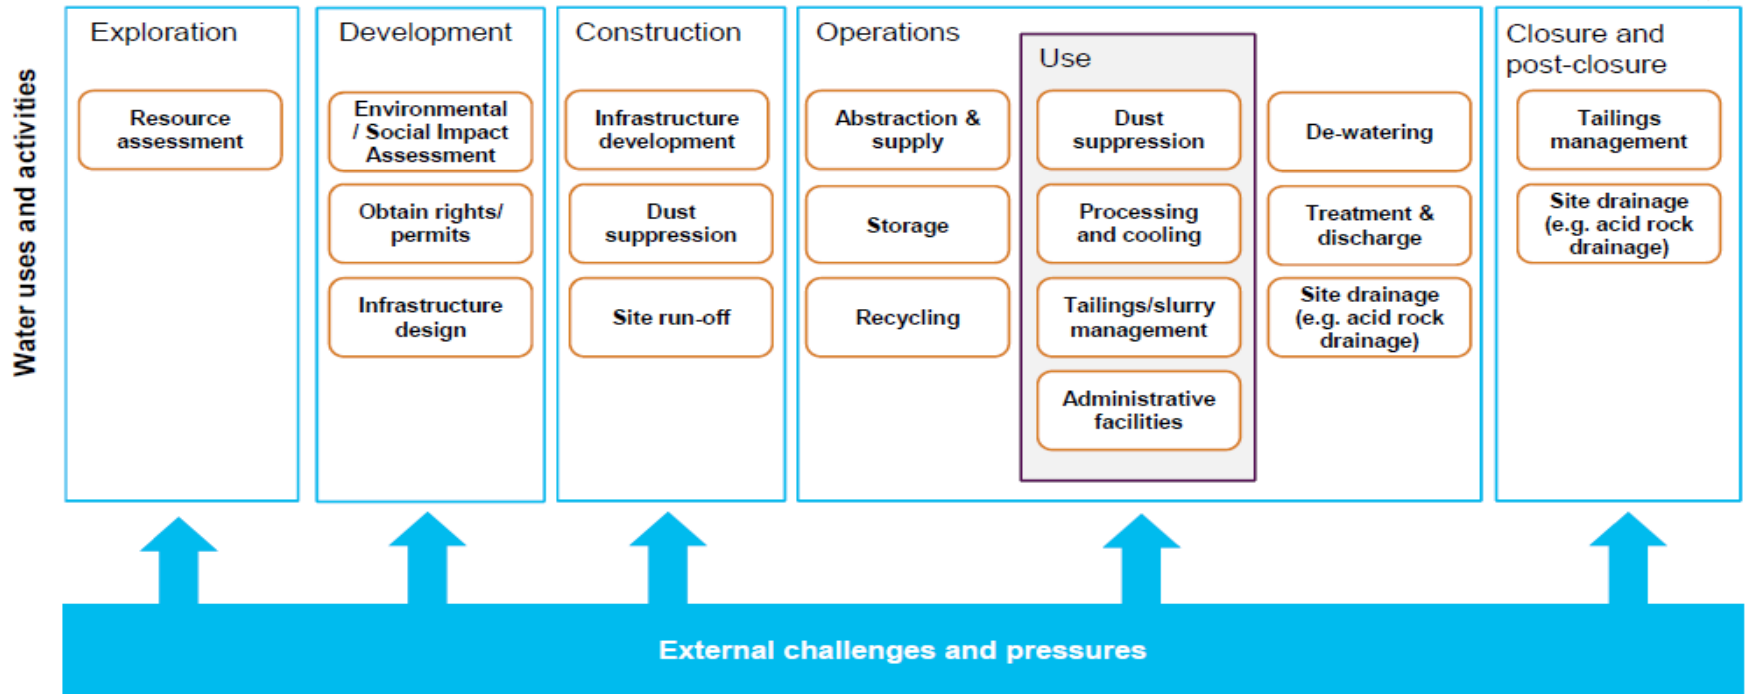 Water uses and activities
Exploration
Resource
assessment
Development
Environmental
/ Social Impact
Assessment
Obtain rights/
permits
Infrastructure
design
Construction
Infrastructure
development
Dust
suppression
Site run-off
Operations
Abstraction &
supply
Storage
Recycling
Use
Dust
suppression
Processing
and cooling
Tailings/slurry
management
Administrative
facilities
De-watering
Treatment &
discharge
Site drainage
(e.g. acid rock
drainage)
Closure and
post-closure
Tailings
management
Site drainage
(e.g. acid rock
drainage)
External challenges and pressures